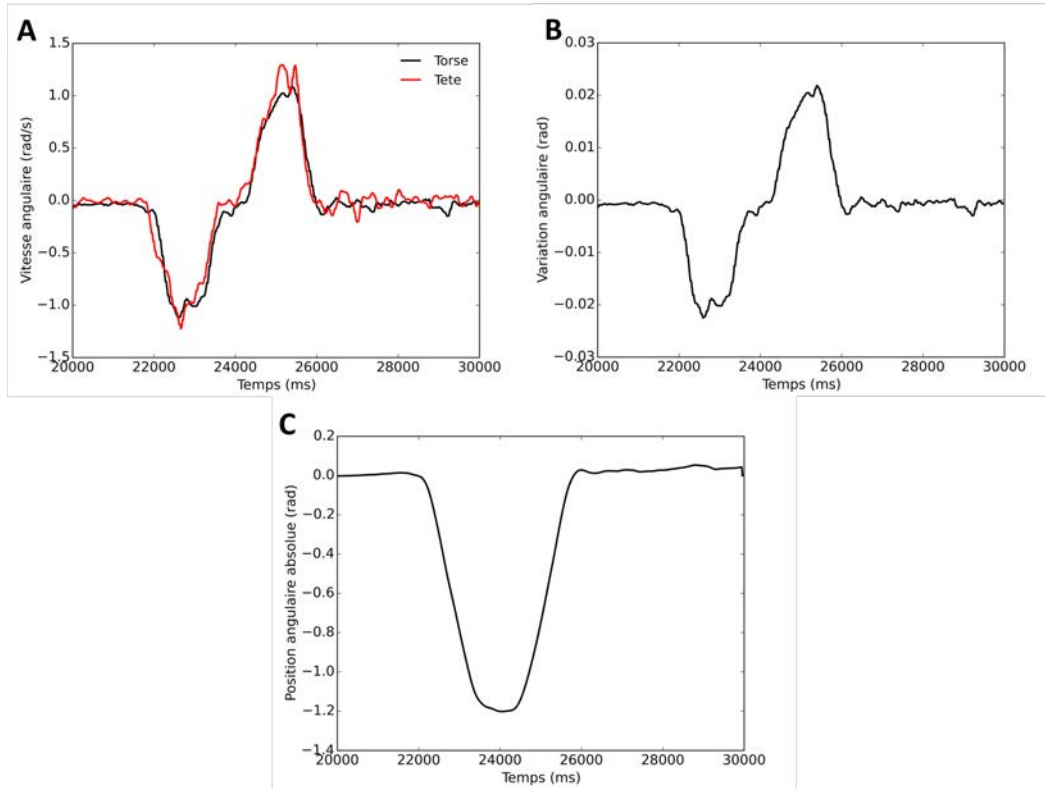 A
Vitesse angulaire (rad/s)
1.5
1.0
0.5
0.0
−0.5
−1.0
−1.5
Torse
Tete
20000 22000 24000 26000 28000 30000
Temps (ms)
B
Variation angulaire (rad)
0.03
0.02
0.01
0.00
−0.01
−0.02
−0.03
20000 22000 24000 26000 28000 30000
Temps (ms)
C
Position angulaire absolue (rad)
0.2
0.0
−0.2
−0.4
−0.6
−0.8
−1.0
−1.2
−1.4
20000 22000 24000 26000 28000 30000
Temps (ms)